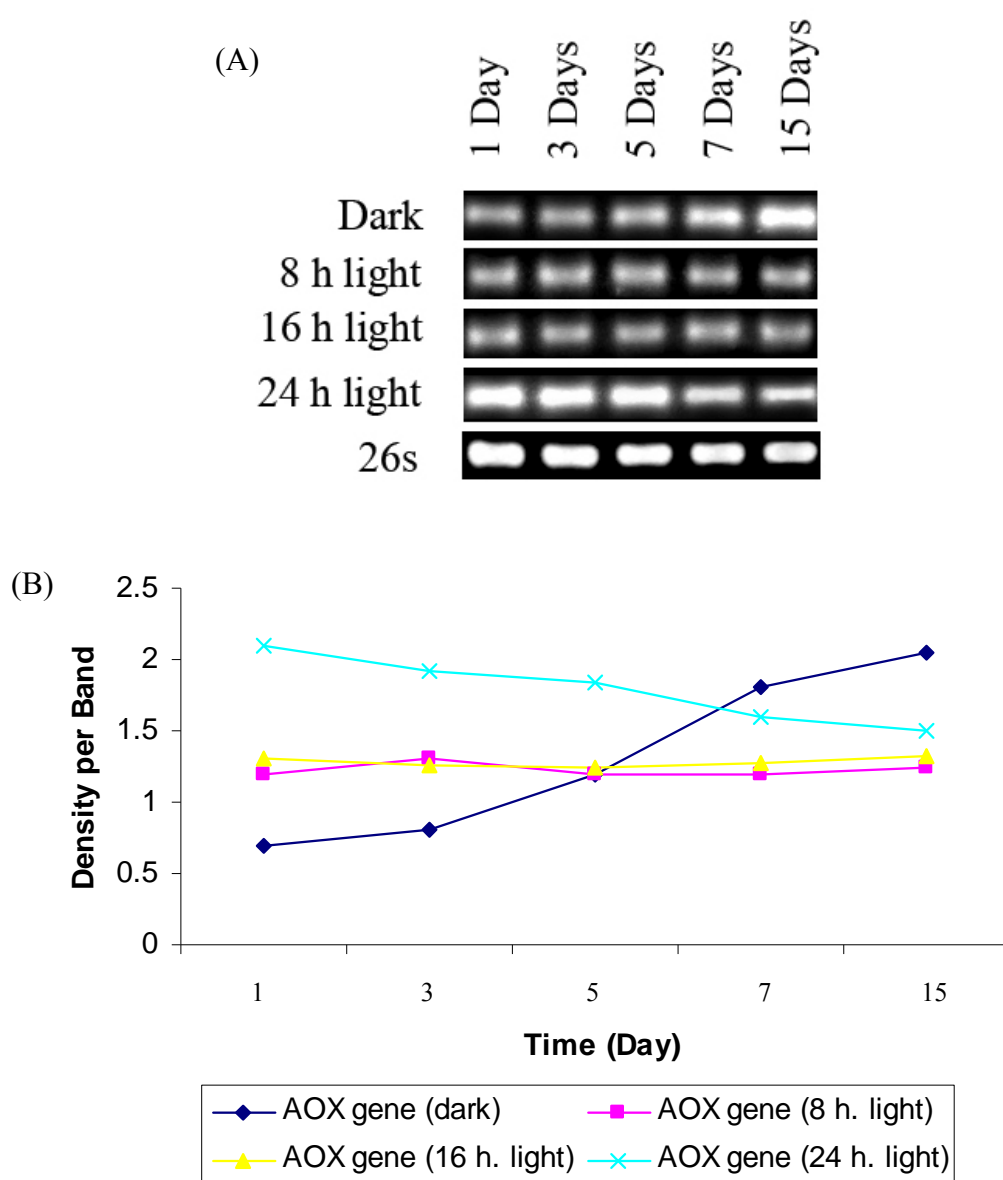 (A)
1 Day
3 Days
5 Days
7 Days
15 Days
Dark
8 h light
16 h light
24 h light
26s
(B)
2.5
2
1.5
1
0.5
0
Density per Band
1 3 5 7 15
Time (Day)
AOX gene (dark) AOX gene (8 h. light)
AOX gene (16 h. light) AOX gene (24 h. light)